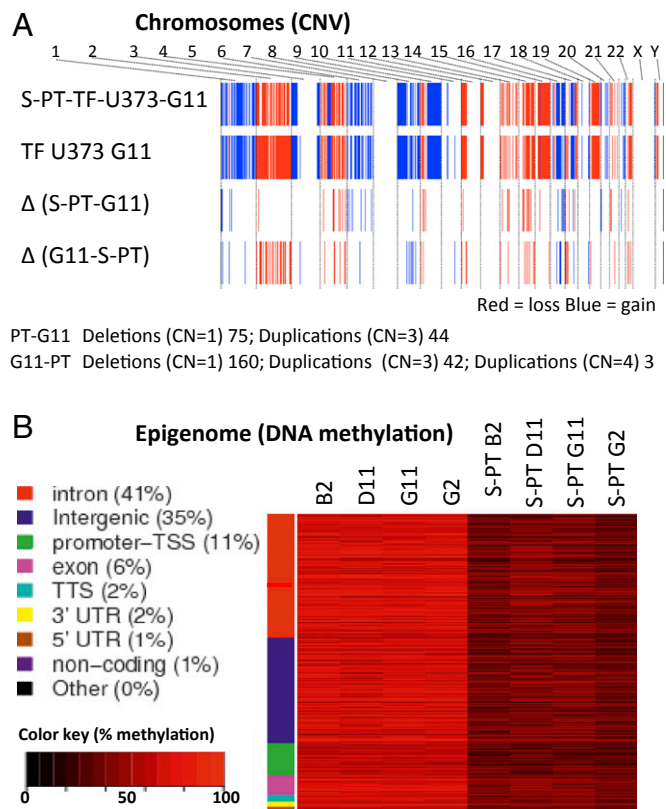 A
Chromosomes (CNV)
1 2 3 4 5 6 7 8 9 10 11 12 13 14 15 16 17 18 19 20 21 22 X Y
S-PT-TF-U373-G11
TF U373 G11
Δ (S-PT-G11)
Δ (G11-S-PT)
Red = loss Blue = gain
PT-G11 Deletions (CN=1) 75; Duplications (CN=3) 44
G11-PT Deletions (CN=1) 160; Duplications (CN=3) 42; Duplications (CN=4) 3
B
Epigenome (DNA methylation)
B2 D11 G11 G2 S-PT B2 S-PT D11 S-PT G11 S-PT G2
intron (41%)
Intergenic (35%)
promoter-TSS (11%)
exon (6%)
TTS (2%)
3' UTR (2%)
5' UTR (1%)
non-coding (1%)
Other (0%)
Color key (% methylation)
0 50 100